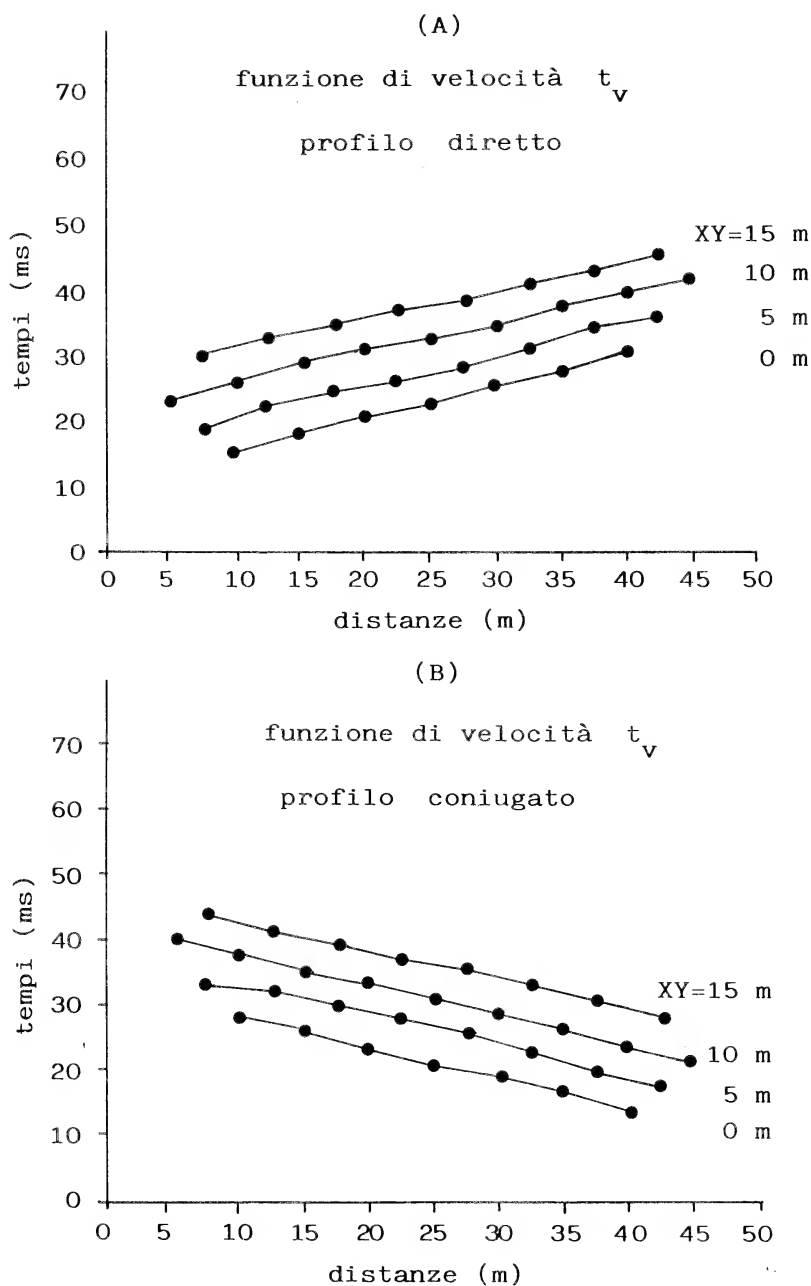 (A)
funzione di velocità t_v
profilo diretto
70
60
50
40
30
20
10
0
tempi (ms)
XY=15 m
10 m
5 m
0 m
0 5 10 15 20 25 30 35 40 45 50
distanze (m)
(B)
funzione di velocità t_v
profilo coniugato
70
60
50
40
30
20
10
0
tempi (ms)
XY=15 m
10 m
5 m
0 m
0 5 10 15 20 25 30 35 40 45 50
distanze (m)